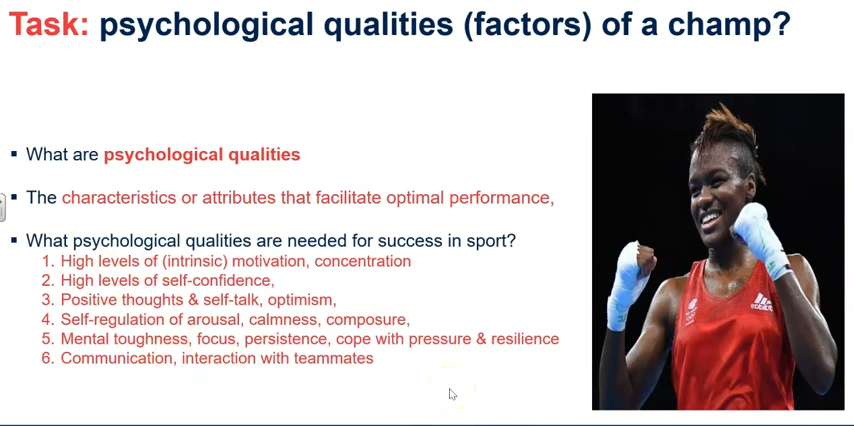 Task: psychological qualities (factors) of a champ?
▪ What are psychological qualities
▪ The characteristics or attributes that facilitate optimal performance,
▪ What psychological qualities are needed for success in sport?
1. High levels of (intrinsic) motivation, concentration
2. High levels of self-confidence,
3. Positive thoughts & self-talk, optimism,
4. Self-regulation of arousal, calmness, composure,
5. Mental toughness, focus, persistence, cope with pressure & resilience
6. Communication, interaction with teammates
adidas